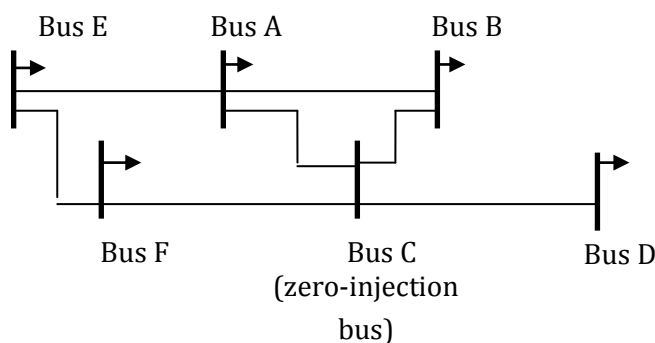 Bus E
Bus A
Bus B
Bus F
Bus C
(zero-injection
bus)
Bus D